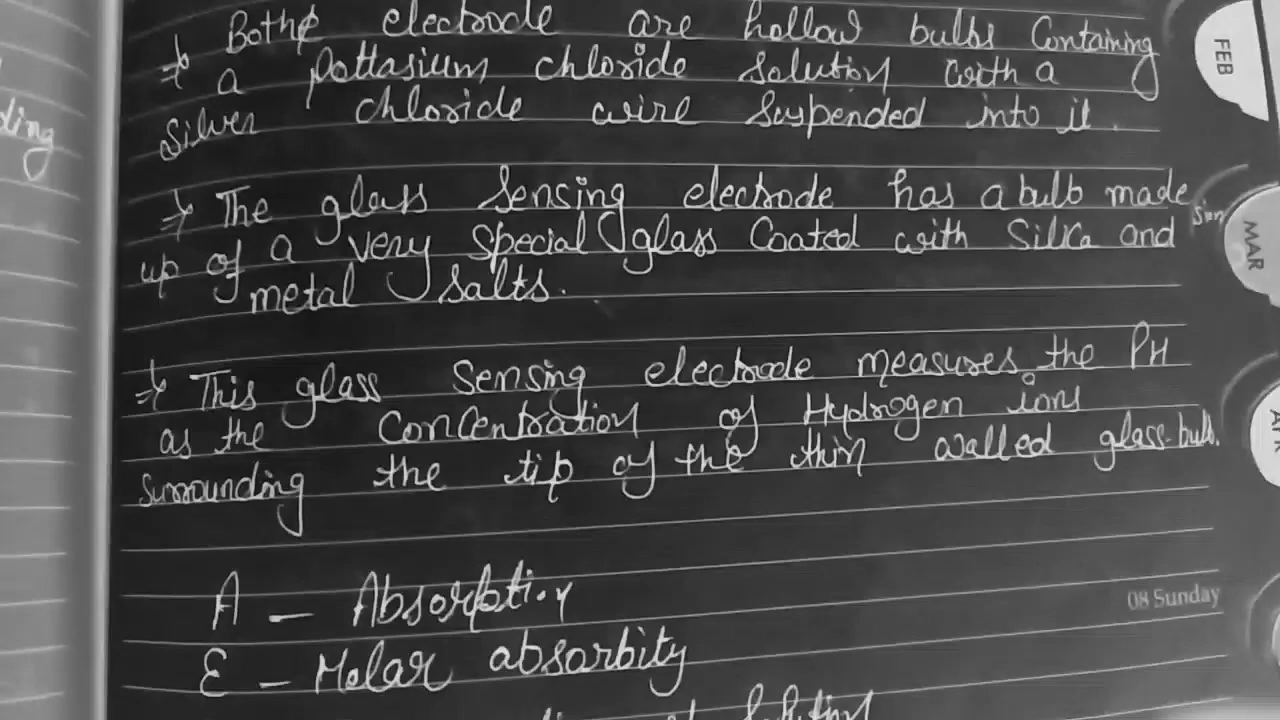 ding
→ Bothe electrode are hollow bulbs Containing
a pottasium chloride solution with a
Silver chloride wire suspended into it.
→ The glass sensing electrode has a bulb made
up of a very special glass Coated with Silica and
metal salts.
→ This glass sensing electrode measures the PH
as the concentration of Hydrogen ions
surrounding the tip of the thin walled glass-bulb.
A - Absorption
08 Sunday
Ɛ - Molar absorbity
FEB
Sun
MAR